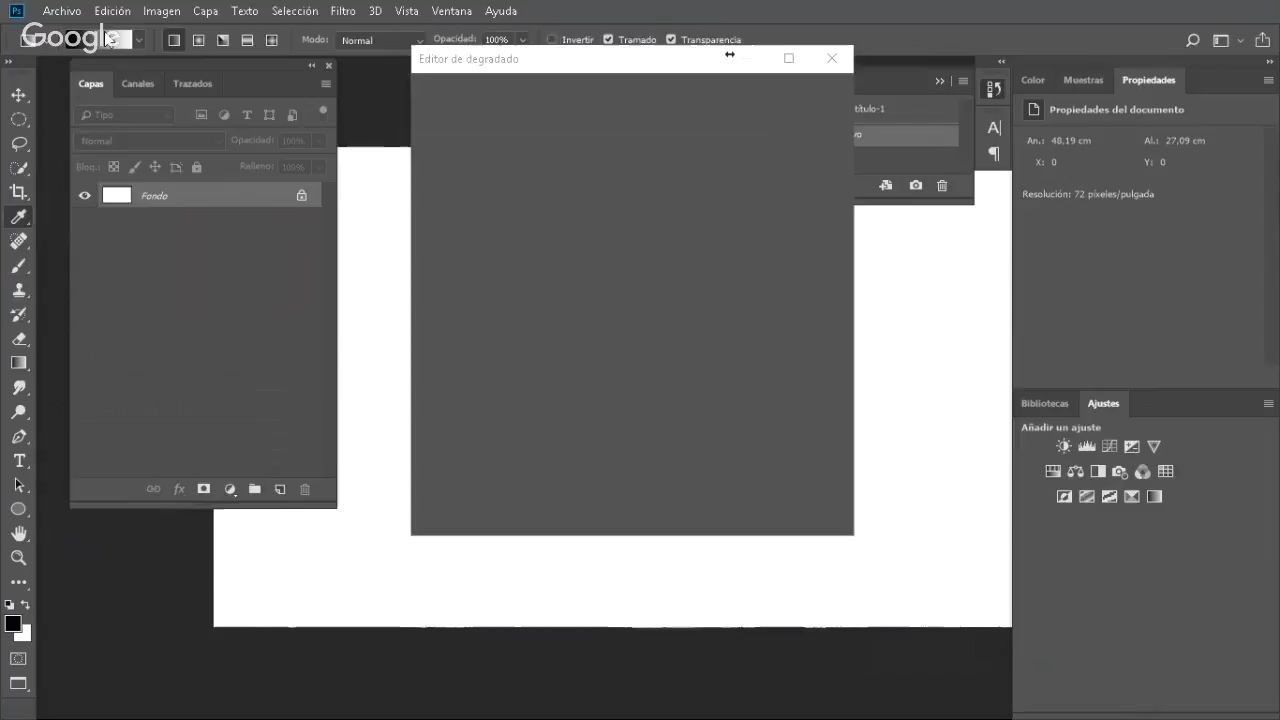 Archivo Edición Imagen Capa Texto Selección Filtro 3D Vista Ventana Ayuda
Google
Modo: Normal Opacidad: 100% Invertir Tramado Transparencia
Editor de degradado
Capas Canales Trazados
Tipo
Normal Opacidad: 100%
Bloq.: Relleno: 100%
Fondo
título-1
Color Muestras Propiedades
Propiedades del documento
An.: 48,19 cm Al.: 27,09 cm
X: 0 Y: 0
Resolución: 72 píxeles/pulgada
Bibliotecas Ajustes
Añadir un ajuste